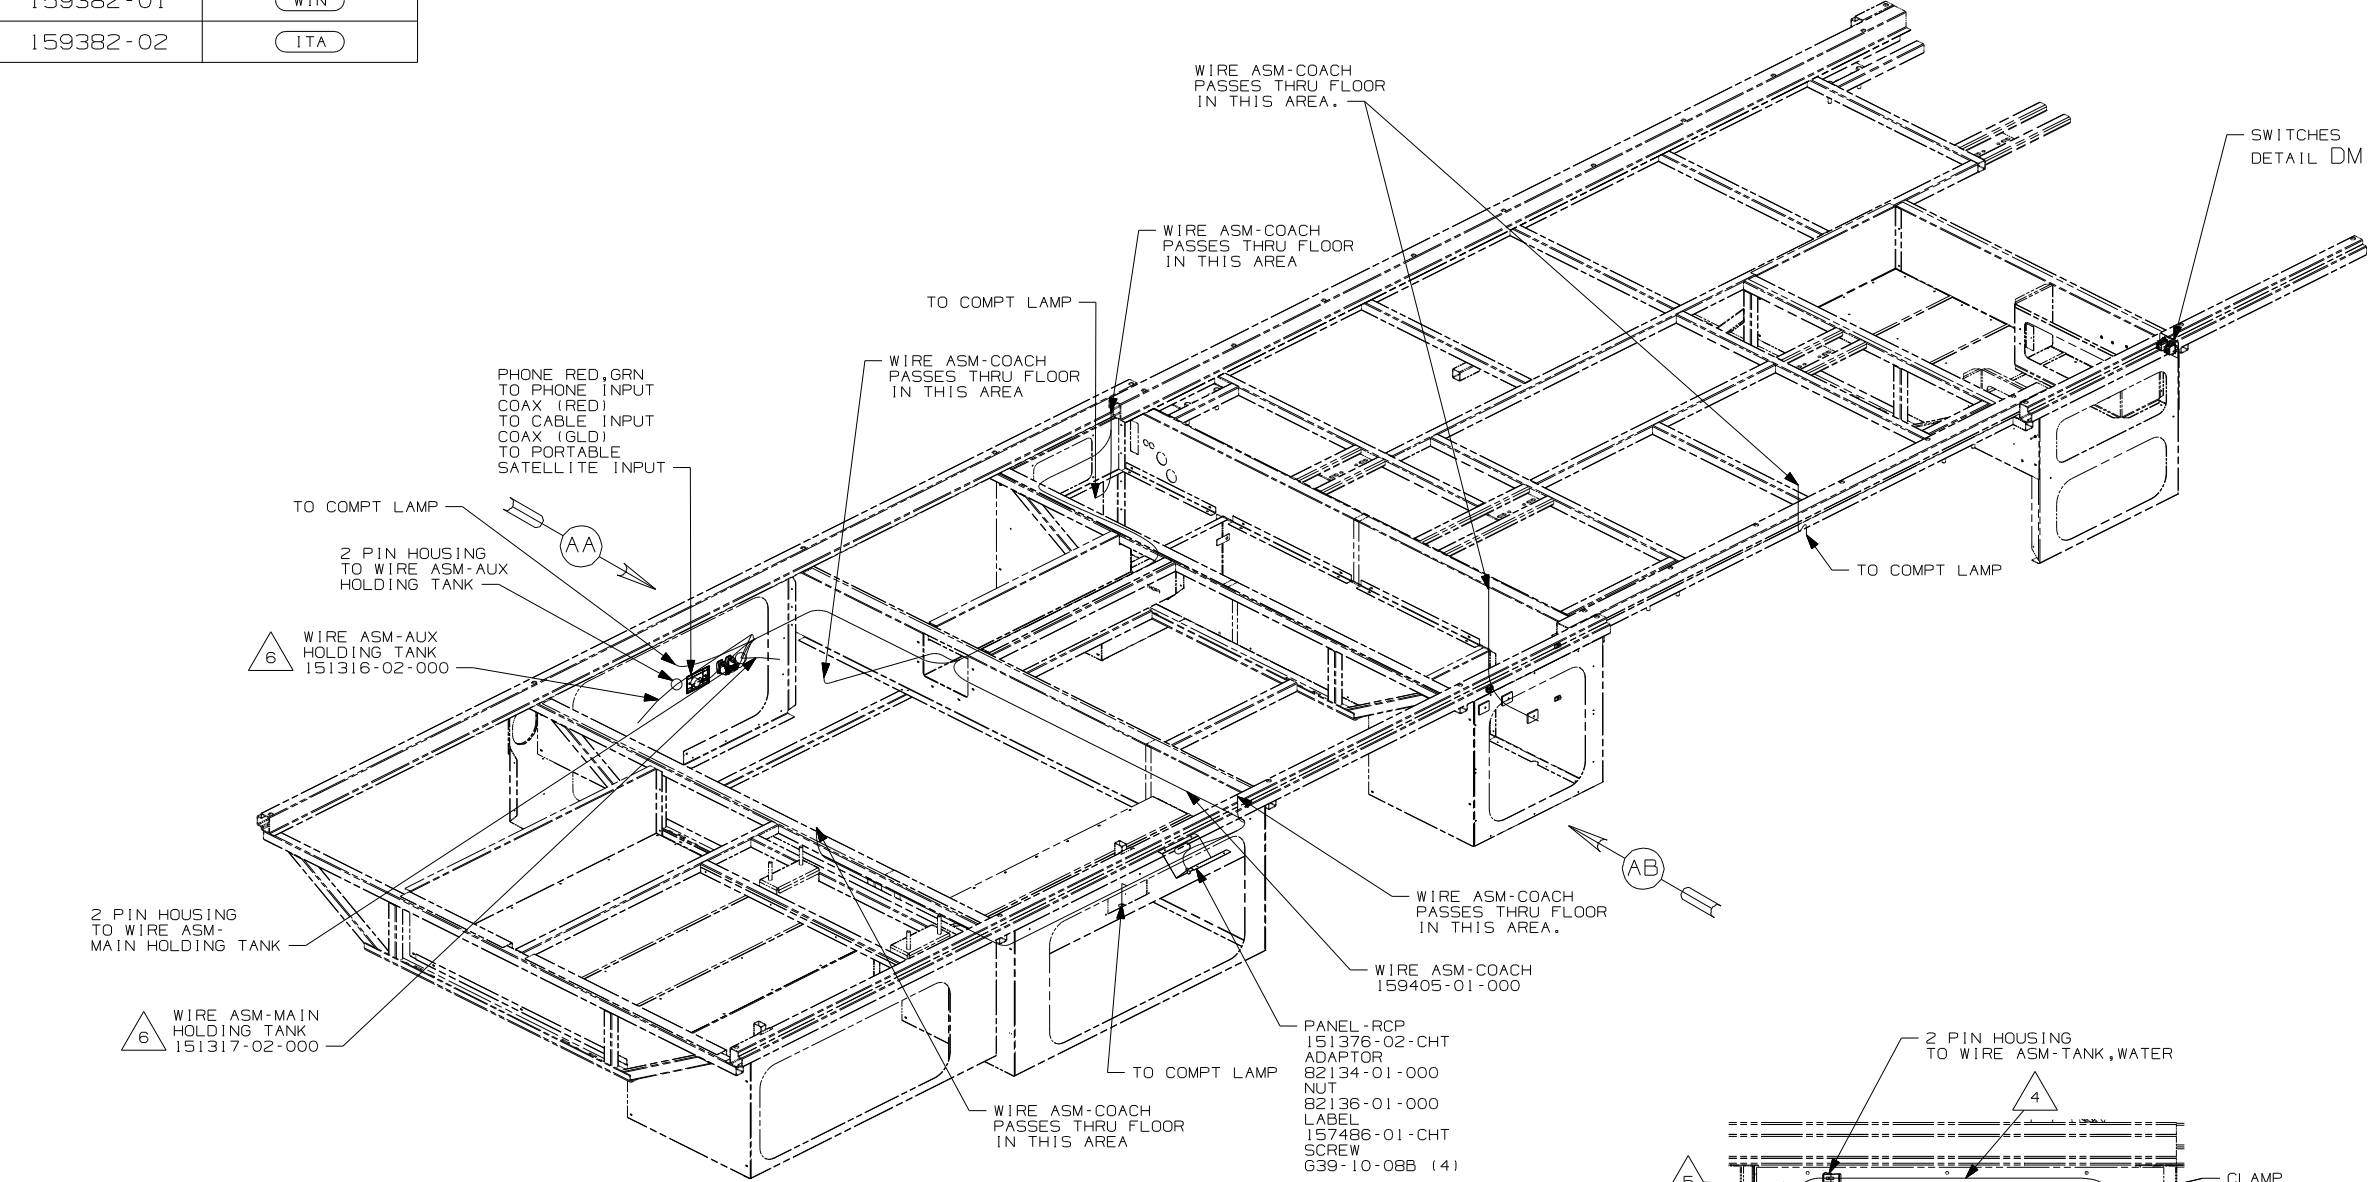 159382-01
WIN
159382-02
ITA
WIRE ASM-COACH
PASSES THRU FLOOR
IN THIS AREA.
SWITCHES
DETAIL DM
WIRE ASM-COACH
PASSES THRU FLOOR
IN THIS AREA
TO COMPT LAMP
WIRE ASM-COACH
PASSES THRU FLOOR
IN THIS AREA
PHONE RED,GRN
TO PHONE INPUT
COAX (RED)
TO CABLE INPUT
COAX (GLD)
TO PORTABLE
SATELLITE INPUT
TO COMPT LAMP
AA
2 PIN HOUSING
TO WIRE ASM-AUX
HOLDING TANK
TO COMPT LAMP
6
WIRE ASM-AUX
HOLDING TANK
151316-02-000
AB
WIRE ASM-COACH
PASSES THRU FLOOR
IN THIS AREA.
2 PIN HOUSING
TO WIRE ASM-
MAIN HOLDING TANK
WIRE ASM-COACH
159405-01-000
6
WIRE ASM-MAIN
HOLDING TANK
151317-02-000
PANEL-RCP
151376-02-CHT
ADAPTOR
82134-01-000
NUT
82136-01-000
LABEL
157486-01-CHT
SCREW
G39-10-08B (4)
TO COMPT LAMP
WIRE ASM-COACH
PASSES THRU FLOOR
IN THIS AREA
2 PIN HOUSING
TO WIRE ASM-TANK,WATER
4
5
CLAMP